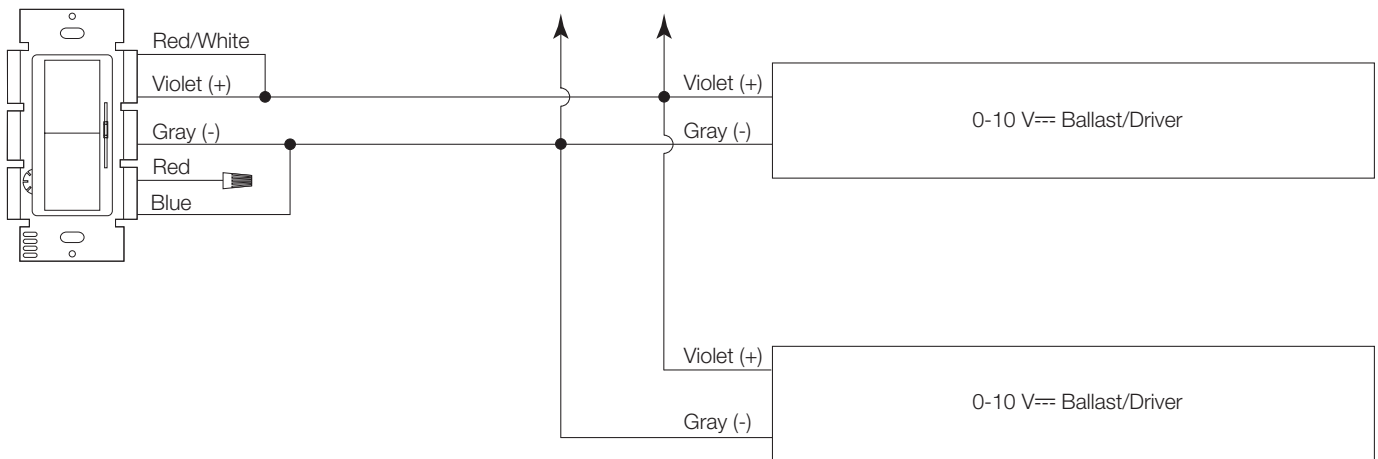 Red/White
Violet (+)
Violet (+)
Gray (-)
Gray (-)
0-10 V⎓ Ballast/Driver
Red
Blue
Violet (+)
0-10 V⎓ Ballast/Driver
Gray (-)